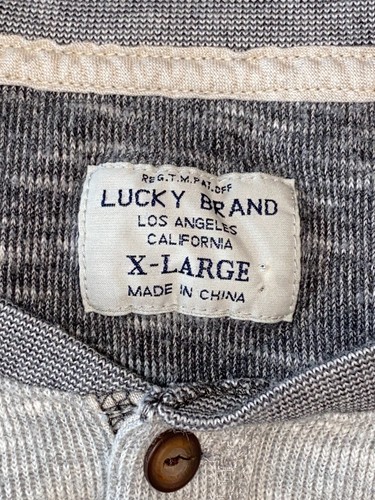 REG.T.M.PAT.OFF
LUCKY BRAND
LOS ANGELES
CALIFORNIA
X-LARGE
MADE IN CHINA